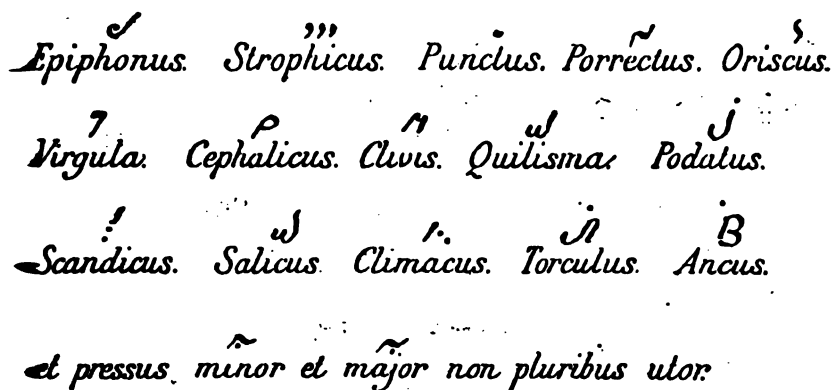 Epiphonus. Strophicus. Punctus. Porrectus. Oriscus.
Virgula. Cephalicus. Clivis. Quilisma. Podatus.
Scandicus. Salicus. Climacus. Torculus. Ancus.
et pressus minor et major non pluribus utor.